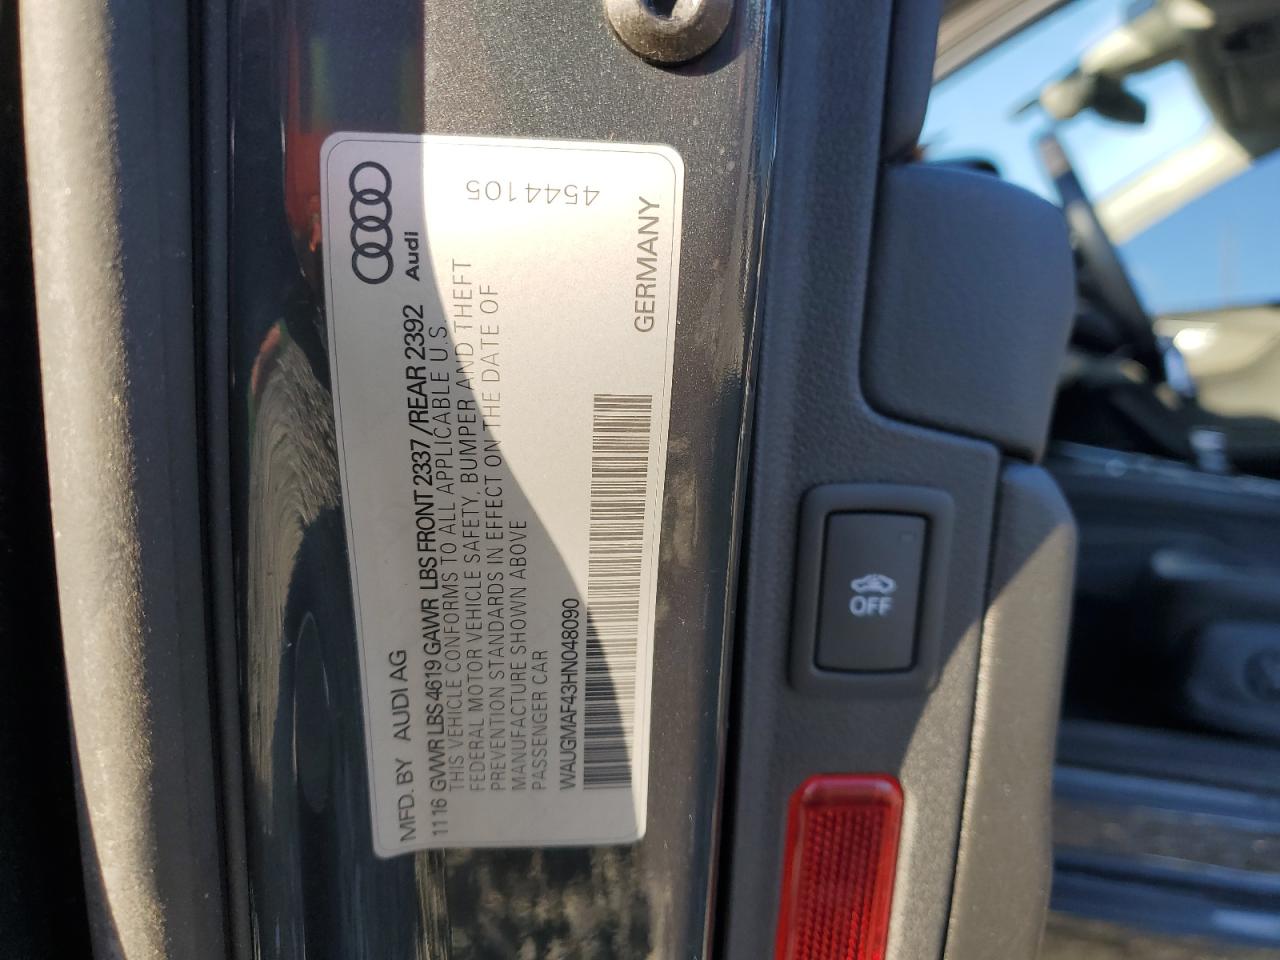 Audi
MFD. BY AUDI AG
1116 GVWR LBS 4619 GAWR LBS FRONT 2337 / REAR 2392
THIS VEHICLE CONFORMS TO ALL APPLICABLE U.S.
FEDERAL MOTOR VEHICLE SAFETY, BUMPER AND THEFT
PREVENTION STANDARDS IN EFFECT ON THE DATE OF
MANUFACTURE SHOWN ABOVE
PASSENGER CAR
WAUGMAF43HN048090
GERMANY
4544105
OFF